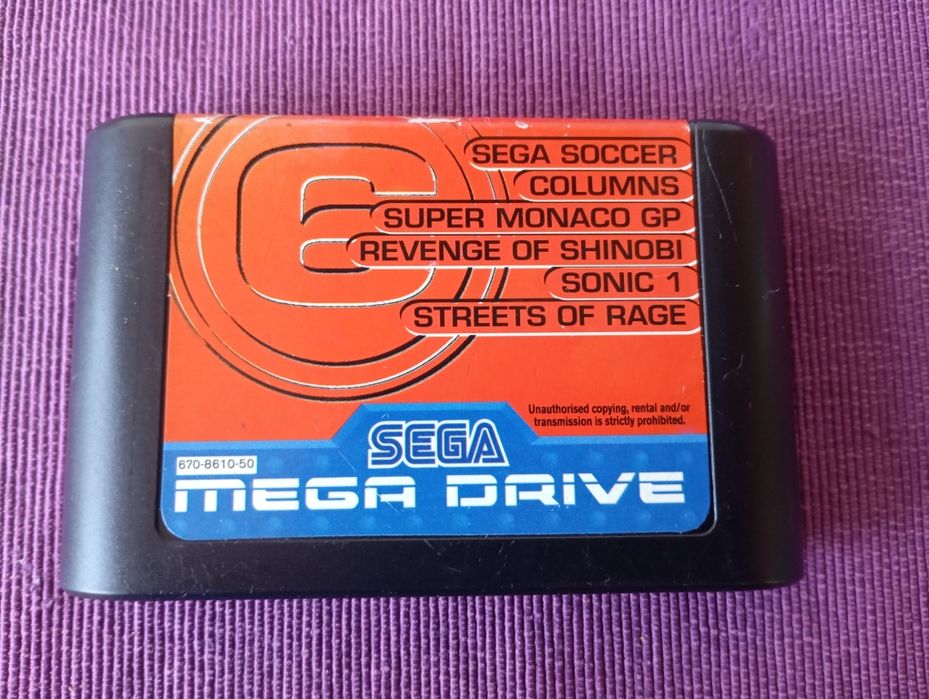 6
SEGA SOCCER
COLUMNS
SUPER MONACO GP
REVENGE OF SHINOBI
SONIC 1
STREETS OF RAGE
Unauthorised copying, rental and/or
transmission is strictly prohibited.
SEGA
670-8610-50
MEGA DRIVE